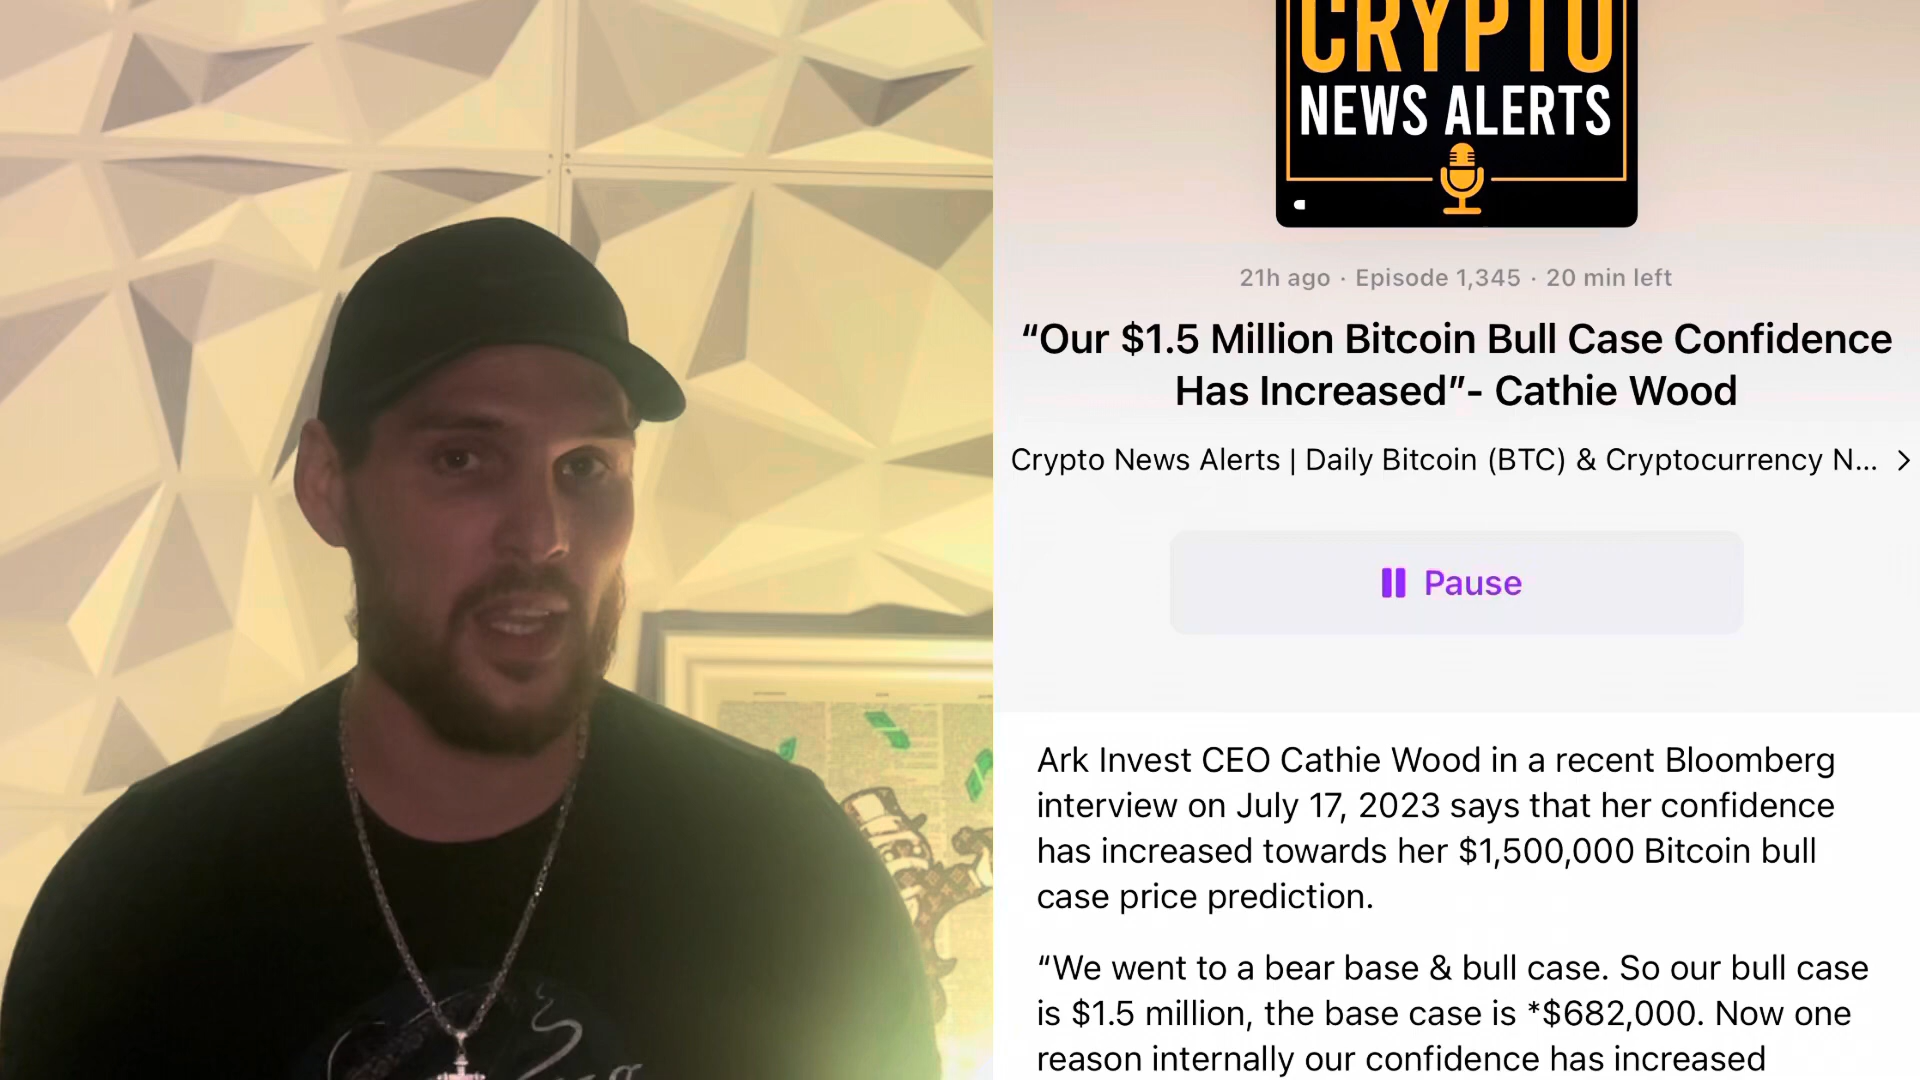 CRYPTO
NEWS ALERTS
21h ago · Episode 1,345 · 20 min left
“Our $1.5 Million Bitcoin Bull Case Confidence
Has Increased”- Cathie Wood
Crypto News Alerts | Daily Bitcoin (BTC) & Cryptocurrency N... >
Pause
Ark Invest CEO Cathie Wood in a recent Bloomberg
interview on July 17, 2023 says that her confidence
has increased towards her $1,500,000 Bitcoin bull
case price prediction.
“We went to a bear base & bull case. So our bull case
is $1.5 million, the base case is *$682,000. Now one
reason internally our confidence has increased